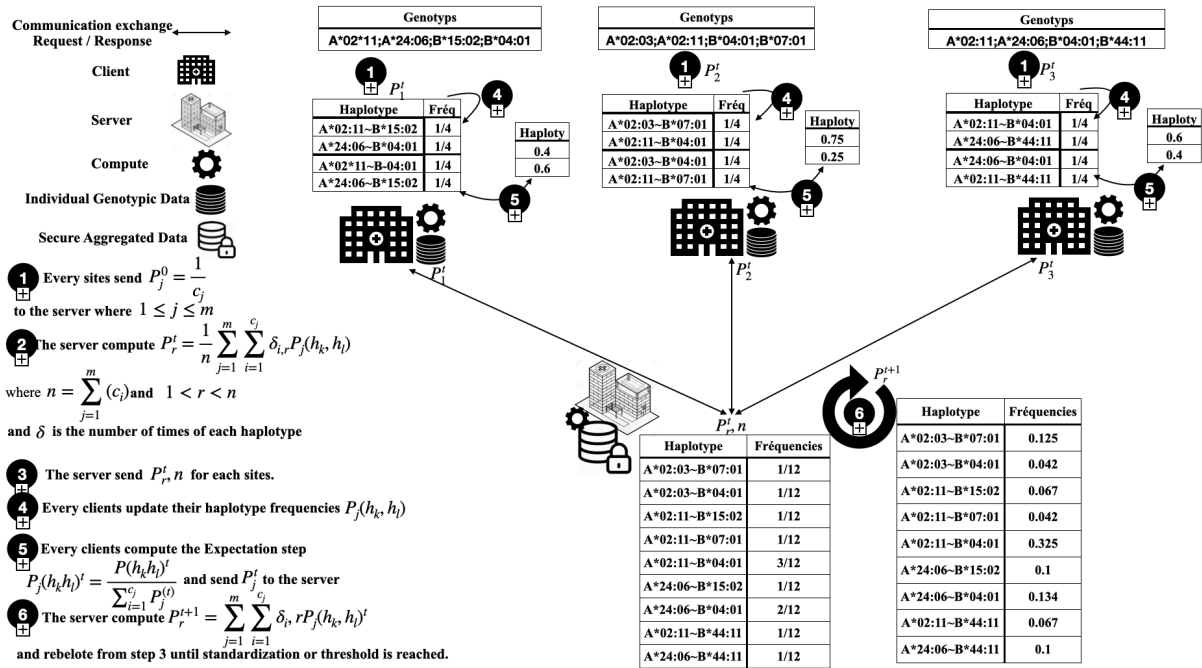 Communication exchange
Request / Response
Client
Server
Compute
Individual Genotypic Data
Secure Aggregated Data
1 Every sites send P_j^0 = 1/c_j
to the server where 1 ≤ j ≤ m
2 The server compute P_r^t = 1/n ∑_{j=1}^{m} ∑_{i=1}^{c_j} δ_{i,r} P_j(h_k, h_l)
where n = ∑_{j=1}^{m} (c_i) and 1 < r < n
and δ is the number of times of each haplotype
3 The server send P_r^t, n for each sites.
4 Every clients update their haplotype frequencies P_j(h_k, h_l)
5 Every clients compute the Expectation step
P_j(h_k h_l)^t = P(h_k h_l)^t / ∑_{i=1}^{c_j} P_j^{(t)} and send P_j^t to the server
6 The server compute P_r^{t+1} = ∑_{j=1}^{m} ∑_{i=1}^{c_j} δ_i, r P_j(h_k, h_l)^t
and rebelote from step 3 until standardization or threshold is reached.
Genotyps
A*02*11;A*24:06;B*15:02;B*04:01
1 P_1^t
4
Haplotype Fréq
A*02:11~B*15:02 1/4
A*24:06~B*04:01 1/4
A*02*11~B-04:01 1/4
A*24:06~B*15:02 1/4
Haploty
0.4
0.6
5
P_1^t
Genotyps
A*02:03;A*02:11;B*04:01;B*07:01
1 P_2^t
4
Haplotype Fréq
A*02:03~B*07:01 1/4
A*02:11~B*04:01 1/4
A*02:03~B*04:01 1/4
A*02:11~B*07:01 1/4
Haploty
0.75
0.25
5
P_2^t
Genotyps
A*02:11;A*24:06;B*04:01;B*44:11
1 P_3^t
4
Haplotype Fréq
A*02:11~B*04:01 1/4
A*24:06~B*44:11 1/4
A*24:06~B*04:01 1/4
A*02:11~B*44:11 1/4
Haploty
0.6
0.4
5
P_3^t
P_r^t, n
Haplotype Fréquencies
A*02:03~B*07:01 1/12
A*02:03~B*04:01 1/12
A*02:11~B*15:02 1/12
A*02:11~B*07:01 1/12
A*02:11~B*04:01 3/12
A*24:06~B*15:02 1/12
A*24:06~B*04:01 2/12
A*02:11~B*44:11 1/12
A*24:06~B*44:11 1/12
P_r^{t+1}
6
Haplotype Fréquencies
A*02:03~B*07:01 0.125
A*02:03~B*04:01 0.042
A*02:11~B*15:02 0.067
A*02:11~B*07:01 0.042
A*02:11~B*04:01 0.325
A*24:06~B*15:02 0.1
A*24:06~B*04:01 0.134
A*02:11~B*44:11 0.067
A*24:06~B*44:11 0.1